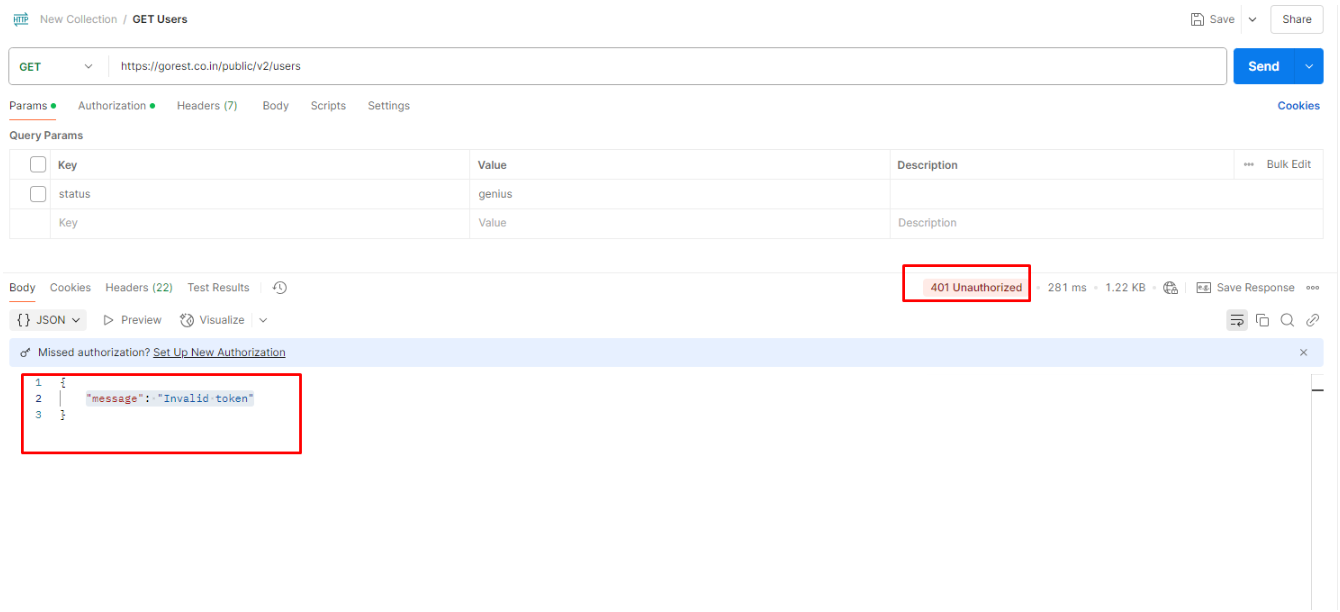 HTTP New Collection / GET Users Save Share
GET https://gorest.co.in/public/v2/users Send
Params Authorization Headers (7) Body Scripts Settings Cookies
Query Params
Key Value Description ••• Bulk Edit
status genius
Key Value Description
Body Cookies Headers (22) Test Results 401 Unauthorized • 281 ms • 1.22 KB • e.g. Save Response •••
{} JSON Preview Visualize
Missed authorization? Set Up New Authorization
1 {
2 "message": "Invalid token"
3 }